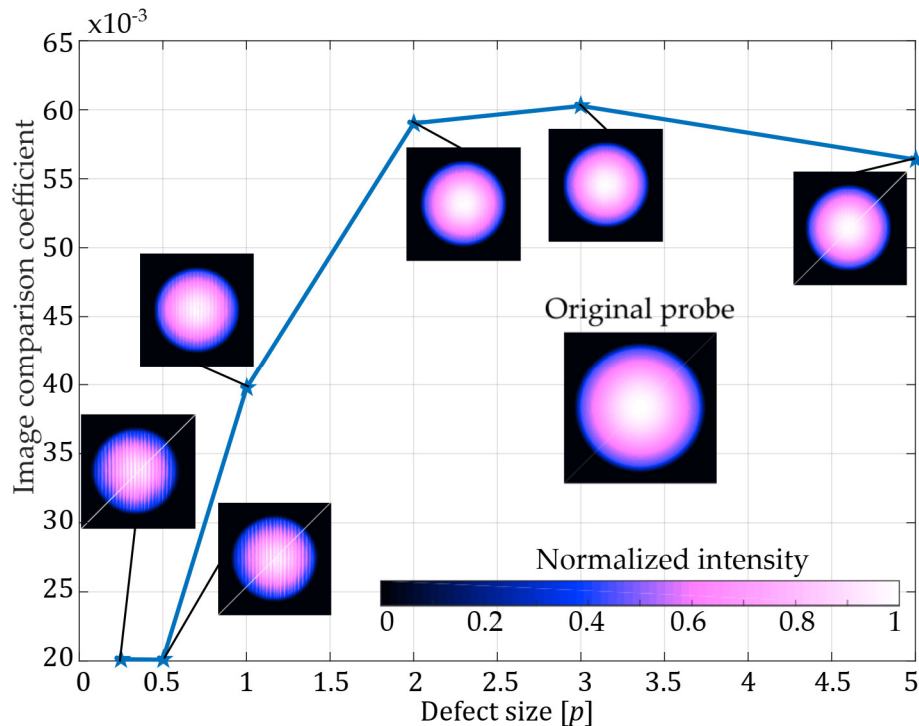 x10⁻³
65
60
55
50
45
40
35
30
25
20
Image comparison coefficient
Original probe
Normalized intensity
0 0.2 0.4 0.6 0.8 1
0 0.5 1 1.5 2 2.5 3 3.5 4 4.5 5
Defect size [p]